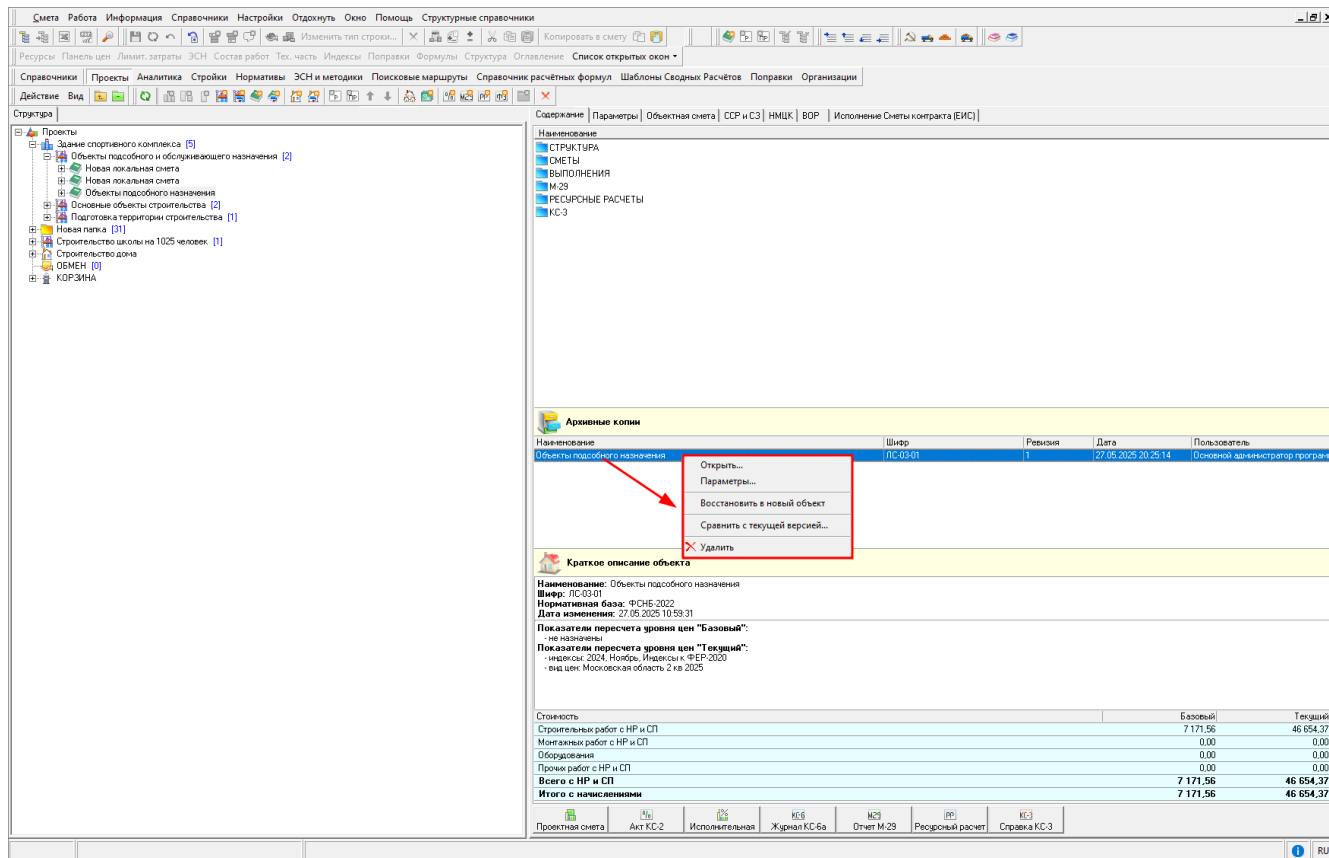 Смета Работа Информация Справочники Настройки Отдохнуть Окно Помощь Структурные справочники
Изменить тип строки... Копировать в смету
Ресурсы Панель цен Лимит. затраты ЭСН Состав работ Тех. часть Индексы Поправки Формулы Структура Оглавление Список открытых окон
Справочники Проекты Аналитика Стройки Нормативы ЭСН и методики Поисковые маршруты Справочник расчётных формул Шаблоны Сводных Расчётов Поправки Организации
Действие Вид
Структура
Проекты
Здание спортивного комплекса [5]
Объекты подсобного и обслуживающего назначения [2]
Новая локальная смета
Новая локальная смета
Объекты подсобного назначения
Основные объекты строительства [2]
Подготовка территории строительства [1]
Новая папка [31]
Строительство школы на 1025 человек [1]
Строительство дома
ОБМЕН [0]
КОРЗИНА
Содержание Параметры Объектная смета ССР и СЗ НМЦК ВОР Исполнение Сметы контракта (ЕИС)
Наименование
СТРУКТУРА
СМЕТЫ
ВЫПОЛНЕНИЯ
М-29
РЕСУРСНЫЕ РАСЧЕТЫ
КС-3
Архивные копии
Наименование Шифр Ревизия Дата Пользователь
Объекты подсобного назначения ЛС-03-01 1 27.05.2025 20:25:14 Основной администратор програм
Открыть...
Параметры...
Восстановить в новый объект
Сравнить с текущей версией...
Удалить
Краткое описание объекта
Наименование: Объекты подсобного назначения
Шифр: ЛС-03-01
Нормативная база: ФСНБ-2022
Дата изменения: 27.05.2025 10:59:31
Показатели пересчета уровня цен "Базовый":
- не назначены
Показатели пересчета уровня цен "Текущий":
- индексы: 2024, Ноябрь, Индексы к ФЕР-2020
- вид цен: Московская область 2 кв 2025
Стоимость Базовый Текущий
Строительных работ с НР и СП 7 171,56 46 654,37
Монтажных работ с НР и СП 0,00 0,00
Оборудования 0,00 0,00
Прочих работ с НР и СП 0,00 0,00
Всего с НР и СП 7 171,56 46 654,37
Итого с начислениями 7 171,56 46 654,37
Проектная смета Акт КС-2 Исполнительная Журнал КС-6а Отчет М-29 Ресурсный расчет Справка КС-3
RU